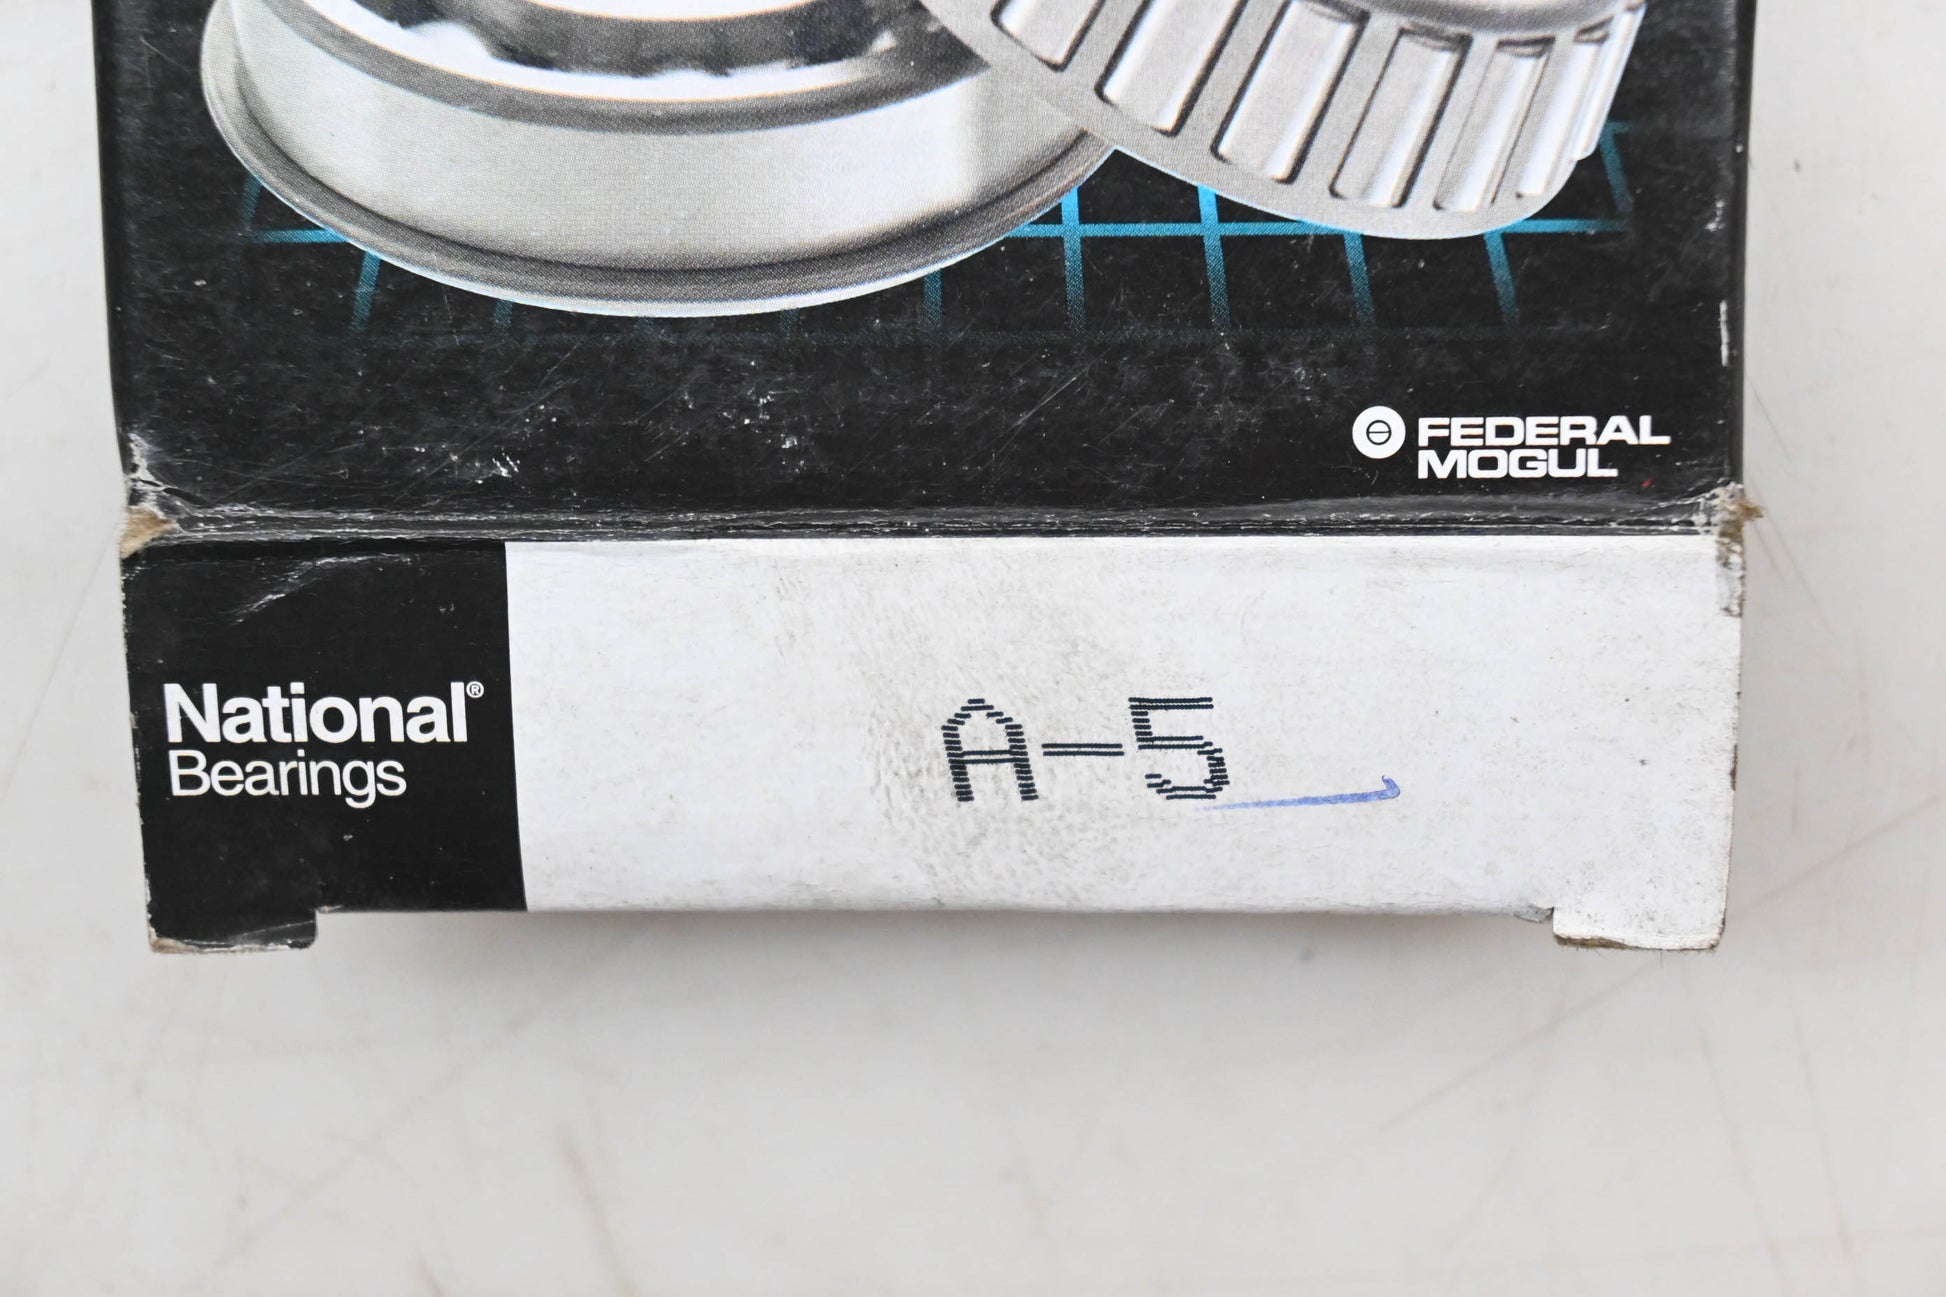 FEDERAL
MOGUL
National®
Bearings
A-5